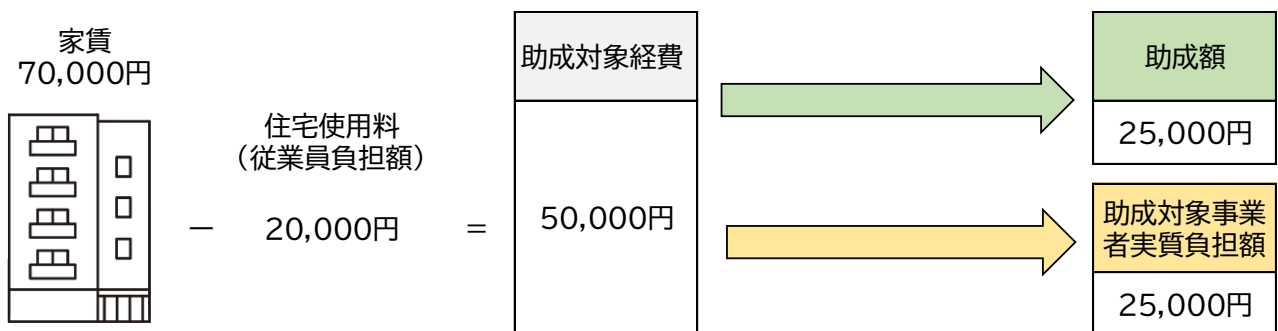 家賃
70,000円
住宅使用料
（従業員負担額）
－
20,000円
＝
助成対象経費
50,000円
助成額
25,000円
助成対象事業
者実質負担額
25,000円